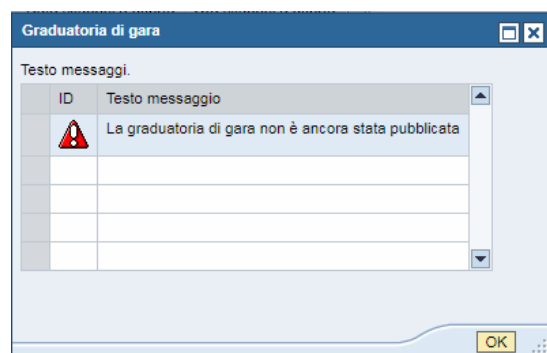 Graduatoria di gara
Testo messaggi.
ID Testo messaggio
La graduatoria di gara non è ancora stata pubblicata
OK